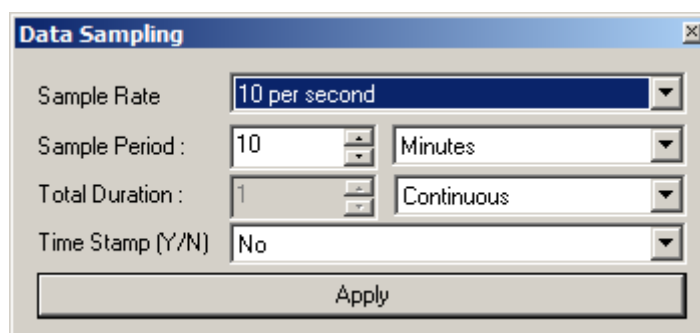 Data Sampling
Sample Rate 10 per second
Sample Period : 10 Minutes
Total Duration : 1 Continuous
Time Stamp (Y/N) No
Apply